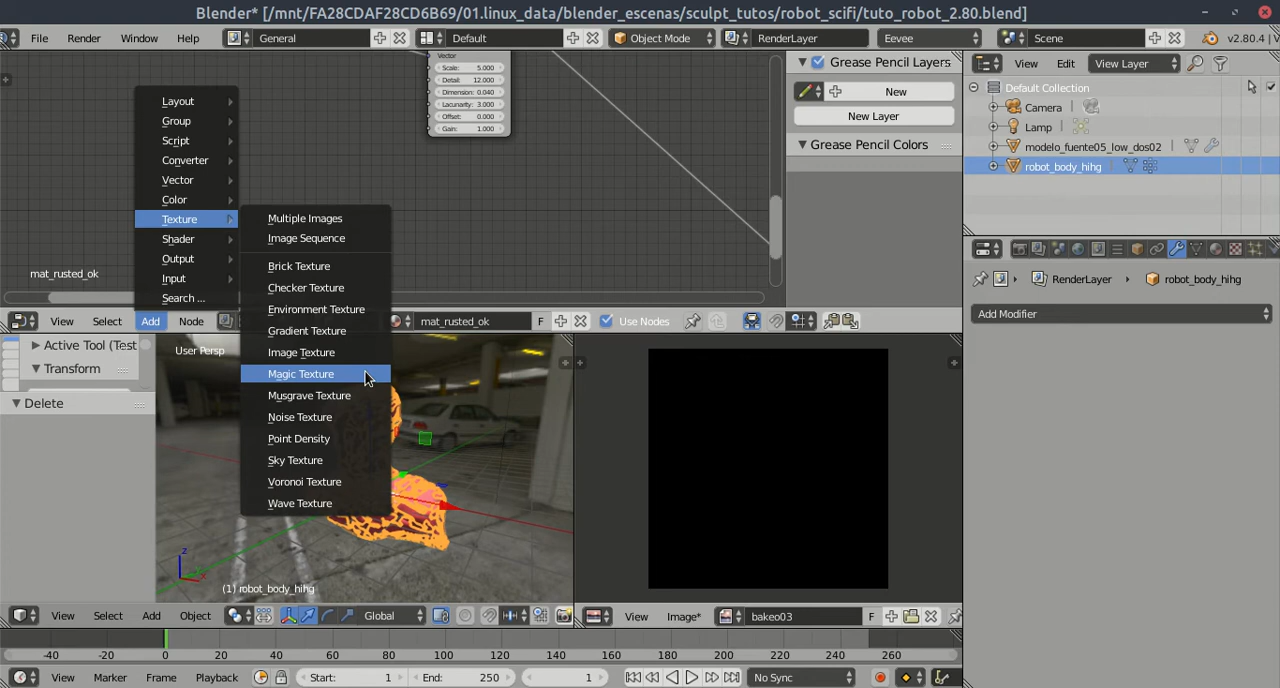 Blender* [/mnt/FA28CDAF28CD6B69/01.linux_data/blender_escenas/sculpt_tutos/robot_scifi/tuto_robot_2.80.blend]
File Render Window Help General Default Object Mode RenderLayer Eevee Scene v2.80.4 | V
Vector
Scale: 5.000
Detail: 12.000
Dimension: 0.040
Lacunarity: 3.000
Offset: 0.000
Gain: 1.000
Grease Pencil Layers
New
New Layer
Grease Pencil Colors
View Edit View Layer
Default Collection
Camera
Lamp
modelo_fuente05_low_dos02
robot_body_hihg
RenderLayer robot_body_hihg
Add Modifier
Layout
Group
Script
Converter
Vector
Color
Texture
Shader
Output
Input
Search ...
Multiple Images
Image Sequence
Brick Texture
Checker Texture
Environment Texture
Gradient Texture
Image Texture
Magic Texture
Musgrave Texture
Noise Texture
Point Density
Sky Texture
Voronoi Texture
Wave Texture
mat_rusted_ok
View Select Add Node mat_rusted_ok F Use Nodes
Active Tool (Test
Transform
Delete
User Persp
z
x
(1) robot_body_hihg
View Select Add Object Global
View Image* bakeo03 F
-40 -20 0 20 40 60 80 100 120 140 160 180 200 220 240 260
View Marker Frame Playback Start: 1 End: 250 1 No Sync